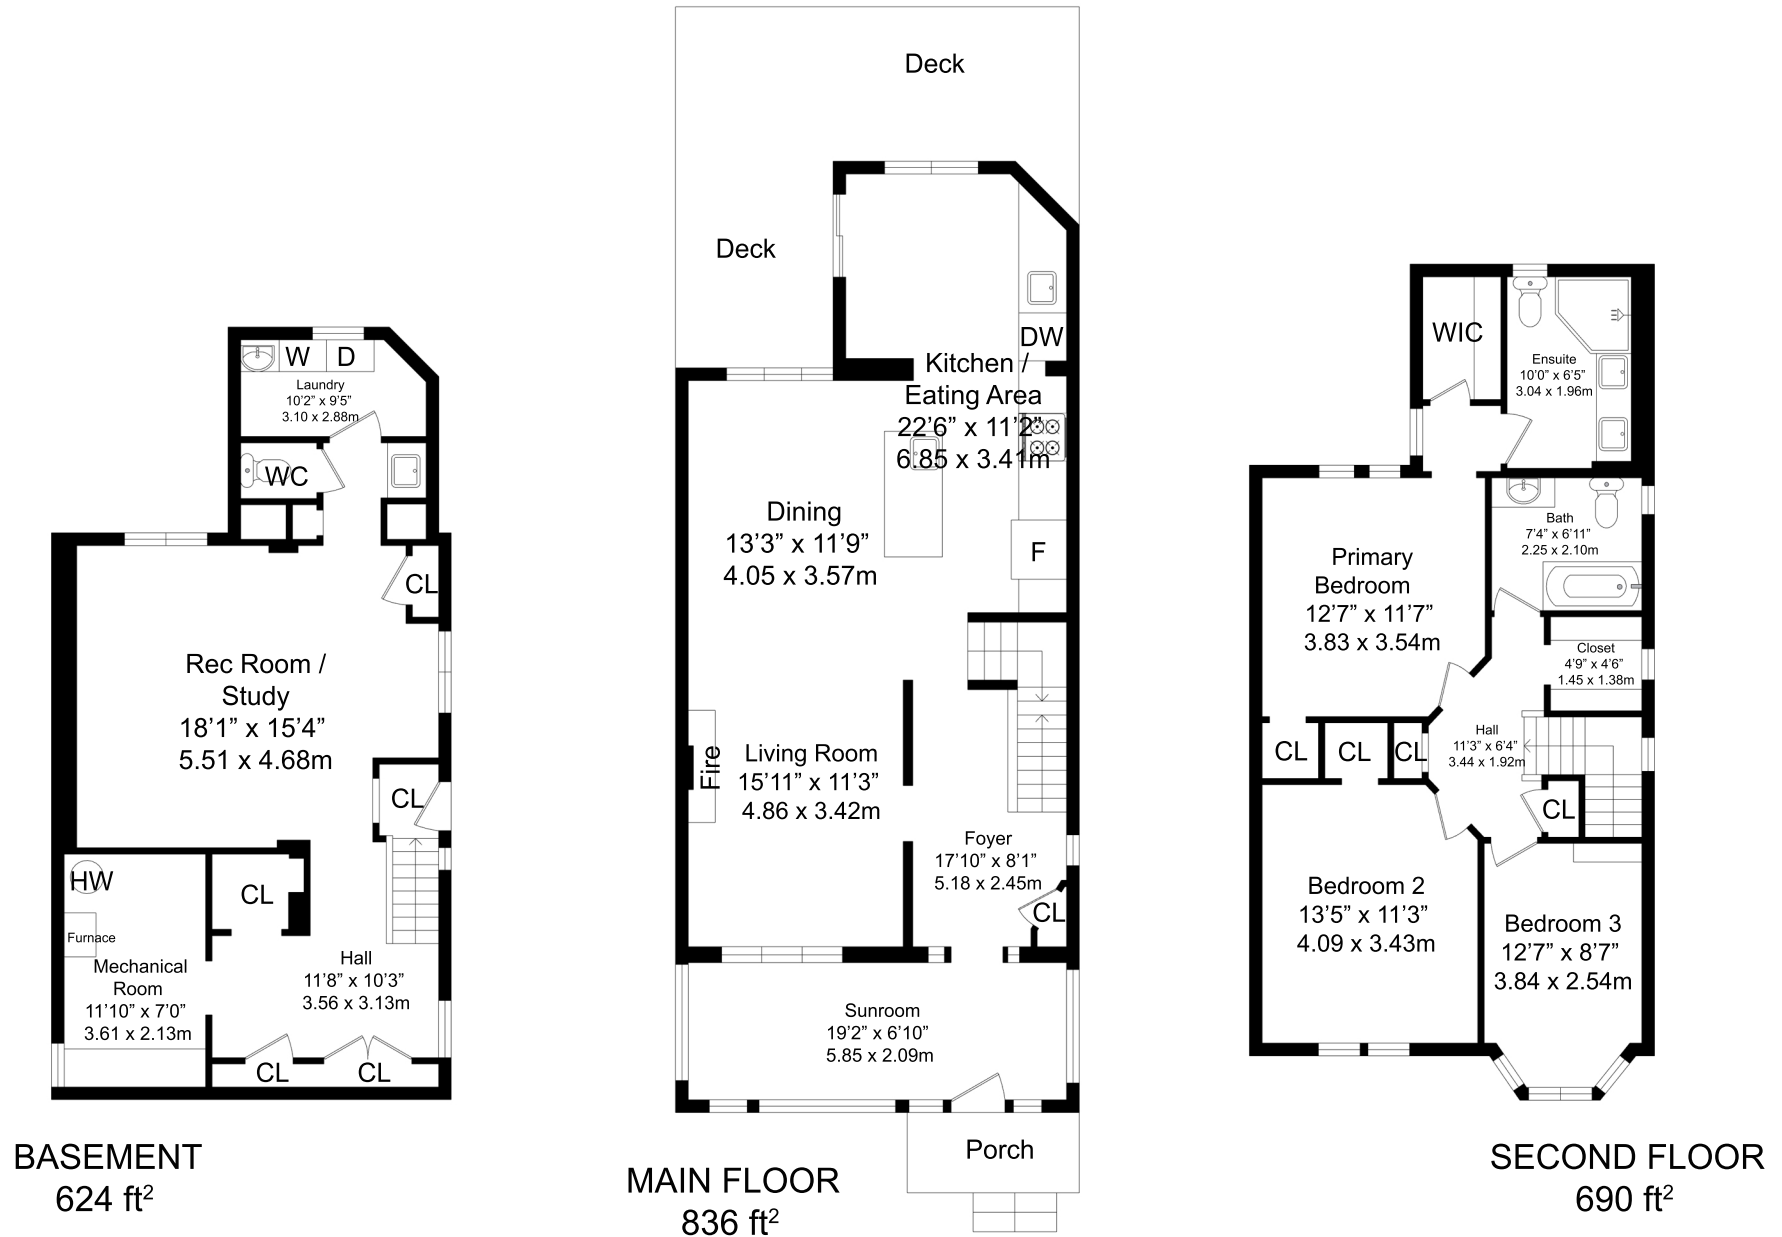 W D
Laundry
10'2” x 9'5”
3.10 x 2.88m
WC
CL
Rec Room /
Study
18’1” x 15’4”
5.51 x 4.68m
CL
HW
CL
Furnace
Mechanical
Room
11’10” x 7’0”
3.61 x 2.13m
Hall
11’8” x 10’3”
3.56 x 3.13m
CL
CL
BASEMENT
624 ft²
Deck
Deck
DW
Kitchen /
Eating Area
22’6” x 11’2”
6.85 x 3.41m
Dining
13’3” x 11’9”
4.05 x 3.57m
F
Fire
Living Room
15’11” x 11’3”
4.86 x 3.42m
Foyer
17’10” x 8’1”
5.18 x 2.45m
CL
Sunroom
19’2” x 6’10”
5.85 x 2.09m
Porch
MAIN FLOOR
836 ft²
WIC
Ensuite
10’0” x 6’5”
3.04 x 1.96m
Bath
7’4” x 6’11”
2.25 x 2.10m
Primary
Bedroom
12’7” x 11’7”
3.83 x 3.54m
Closet
4’9” x 4’6”
1.45 x 1.38m
CL
CL
CL
Hall
11’3” x 6’4”
3.44 x 1.92m
CL
Bedroom 2
13’5” x 11’3”
4.09 x 3.43m
Bedroom 3
12’7” x 8’7”
3.84 x 2.54m
SECOND FLOOR
690 ft²